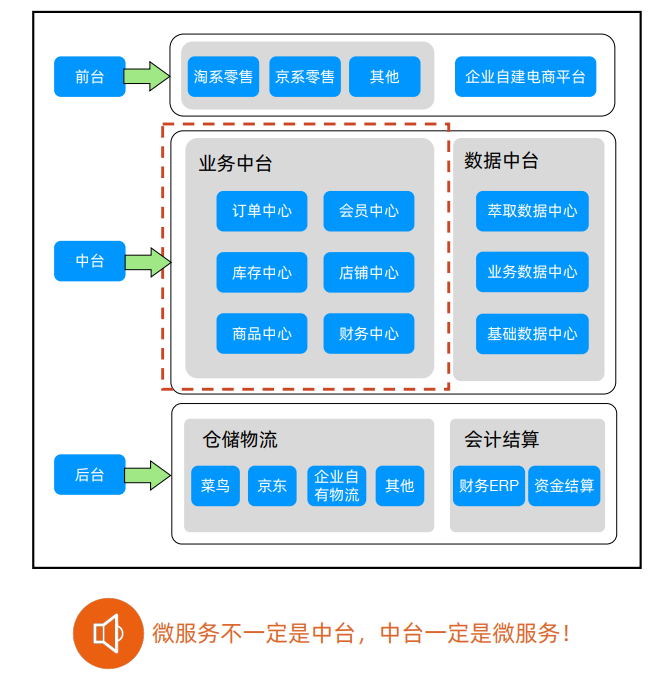 前台
淘系零售
京系零售
其他
企业自建电商平台
中台
业务中台
订单中心
会员中心
库存中心
店铺中心
商品中心
财务中心
数据中台
萃取数据中心
业务数据中心
基础数据中心
后台
仓储物流
菜鸟
京东
企业自
有物流
其他
会计结算
财务ERP
资金结算
微服务不一定是中台，中台一定是微服务！